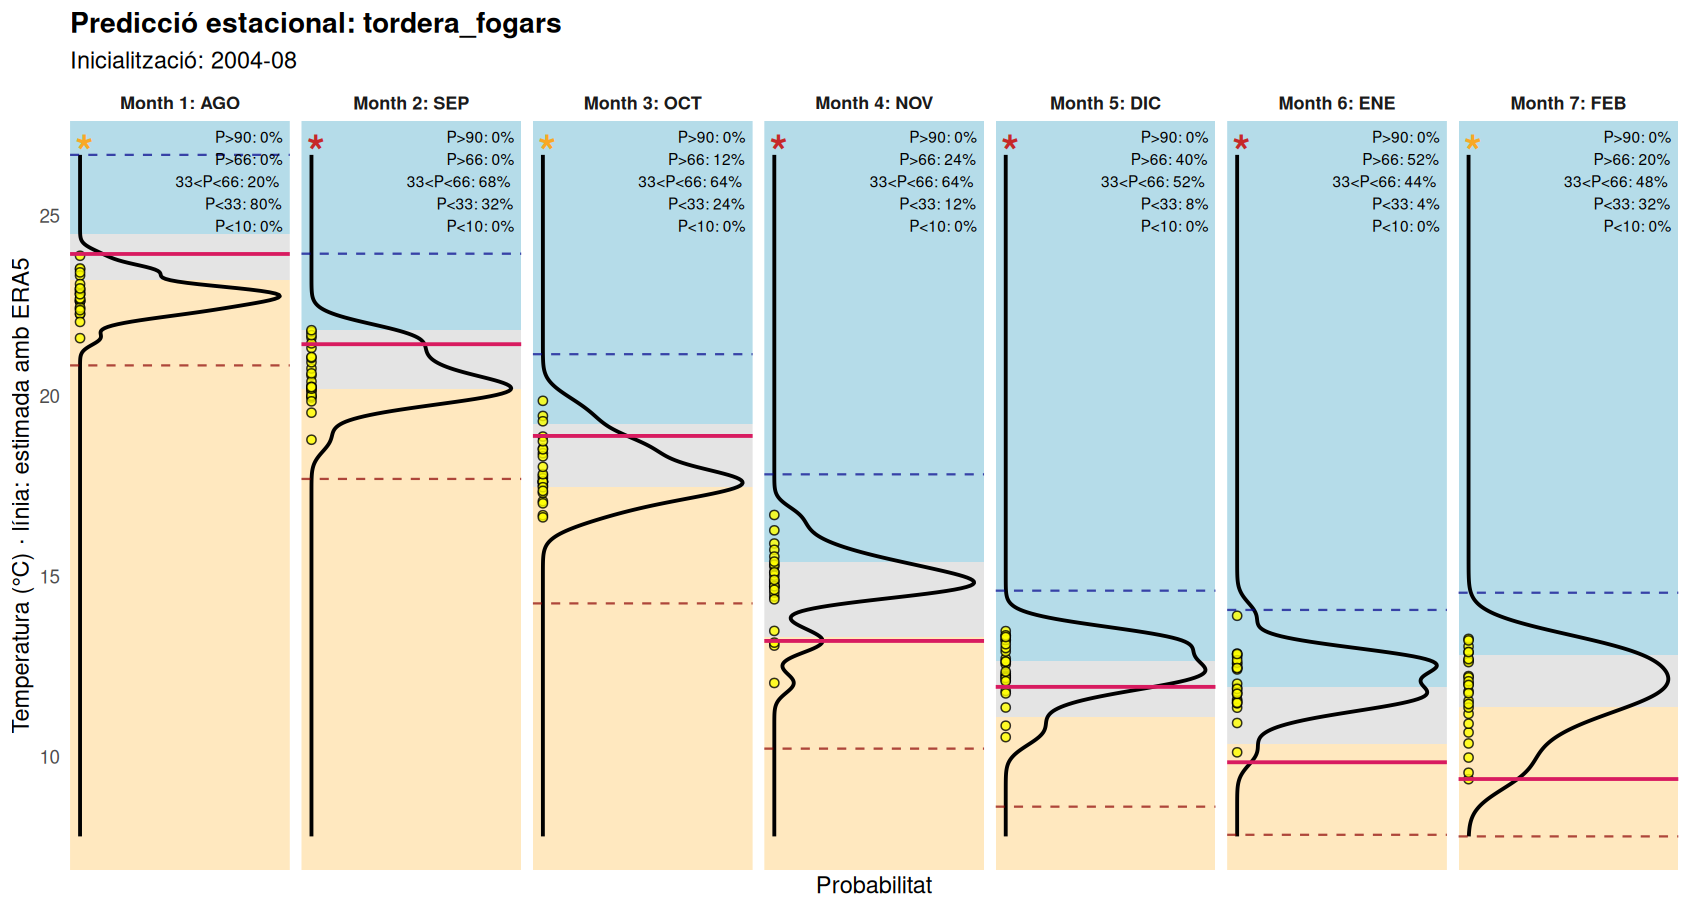 Predicció estacional: tordera_fogars
Inicialització: 2004-08
Month 1: AGO
Month 2: SEP
Month 3: OCT
Month 4: NOV
Month 5: DIC
Month 6: ENE
Month 7: FEB
P>90: 0%
P>66: 0%
33<P<66: 20%
P<33: 80%
P<10: 0%
P>90: 0%
P>66: 0%
33<P<66: 68%
P<33: 32%
P<10: 0%
P>90: 0%
P>66: 12%
33<P<66: 64%
P<33: 24%
P<10: 0%
P>90: 0%
P>66: 24%
33<P<66: 64%
P<33: 12%
P<10: 0%
P>90: 0%
P>66: 40%
33<P<66: 52%
P<33: 8%
P<10: 0%
P>90: 0%
P>66: 52%
33<P<66: 44%
P<33: 4%
P<10: 0%
P>90: 0%
P>66: 20%
33<P<66: 48%
P<33: 32%
P<10: 0%
25
20
15
10
Temperatura (°C) · línia: estimada amb ERA5
Probabilitat